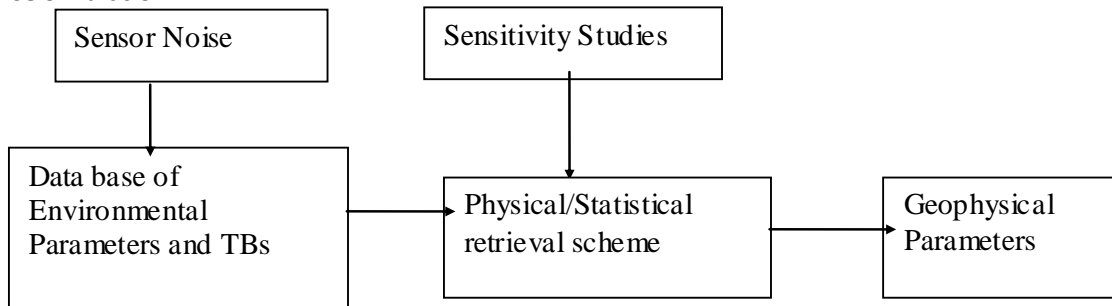 Sensor Noise
Sensitivity Studies
Data base of
Environmental
Parameters and TBs
Physical/Statistical
retrieval scheme
Geophysical
Parameters